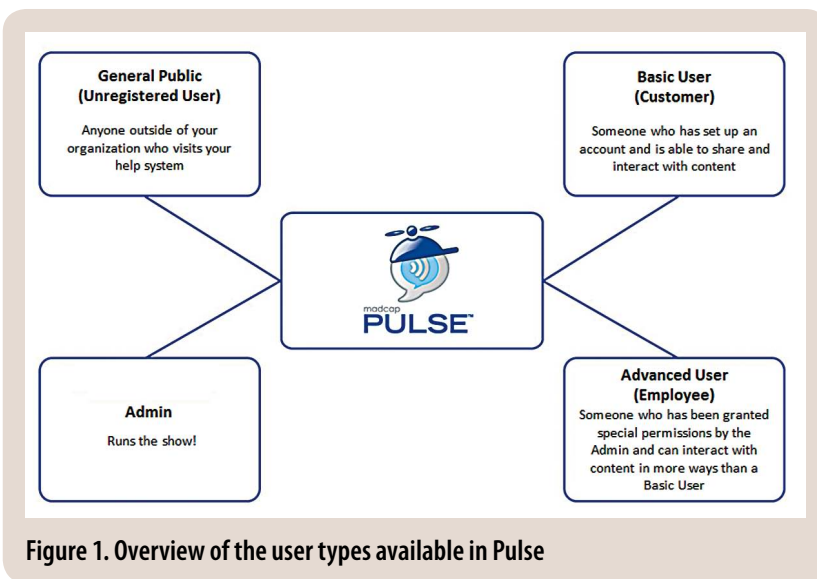 General Public
(Unregistered User)
Anyone outside of your
organization who visits your
help system
Basic User
(Customer)
Someone who has set up an
account and is able to share and
interact with content
madcap
PULSE™
Admin
Runs the show!
Advanced User
(Employee)
Someone who has been granted
special permissions by the
Admin and can interact with
content in more ways than a
Basic User
Figure 1. Overview of the user types available in Pulse